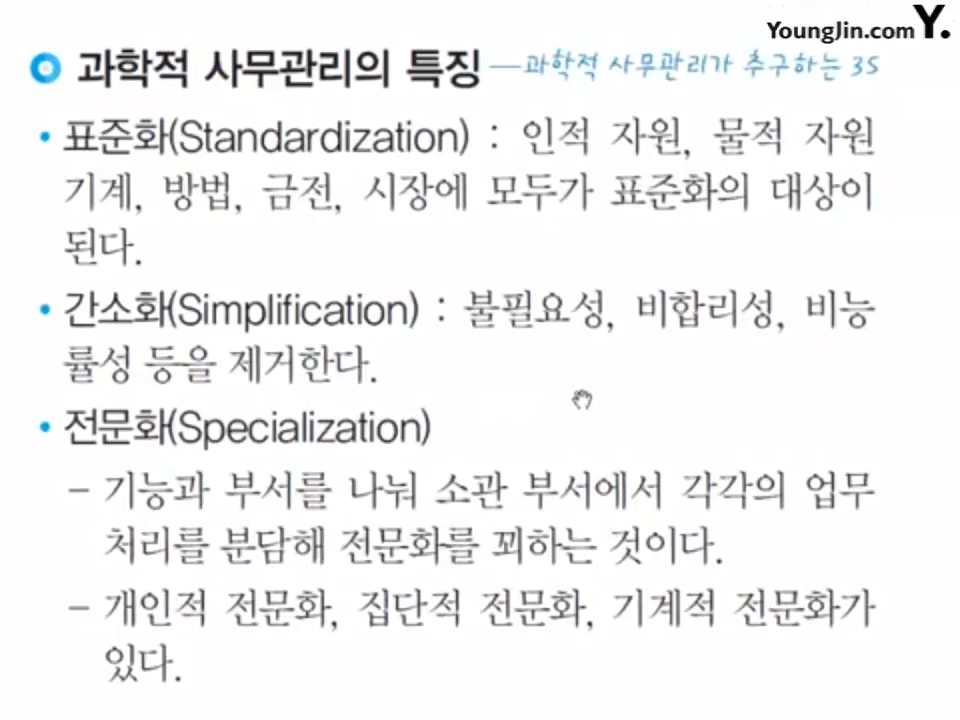 YoungJin.com Y.
과학적 사무관리의 특징 — 과학적 사무관리가 추구하는 3S
• 표준화(Standardization) : 인적 자원, 물적 자원
기계, 방법, 금전, 시장에 모두가 표준화의 대상이
된다.
• 간소화(Simplification) : 불필요성, 비합리성, 비능
률성 등을 제거한다.
• 전문화(Specialization)
– 기능과 부서를 나눠 소관 부서에서 각각의 업무
처리를 분담해 전문화를 꾀하는 것이다.
– 개인적 전문화, 집단적 전문화, 기계적 전문화가
있다.